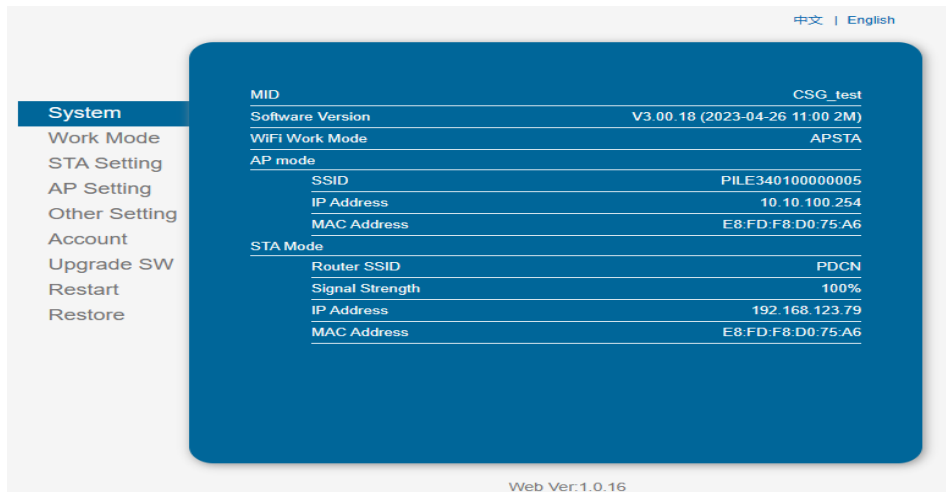 中文 | English
System
Work Mode
STA Setting
AP Setting
Other Setting
Account
Upgrade SW
Restart
Restore
MID CSG_test
Software Version V3.00.18 (2023-04-26 11:00 2M)
WiFi Work Mode APSTA
AP mode
SSID PILE340100000005
IP Address 10.10.100.254
MAC Address E8:FD:F8:D0:75:A6
STA Mode
Router SSID PDCN
Signal Strength 100%
IP Address 192.168.123.79
MAC Address E8:FD:F8:D0:75:A6
Web Ver:1.0.16